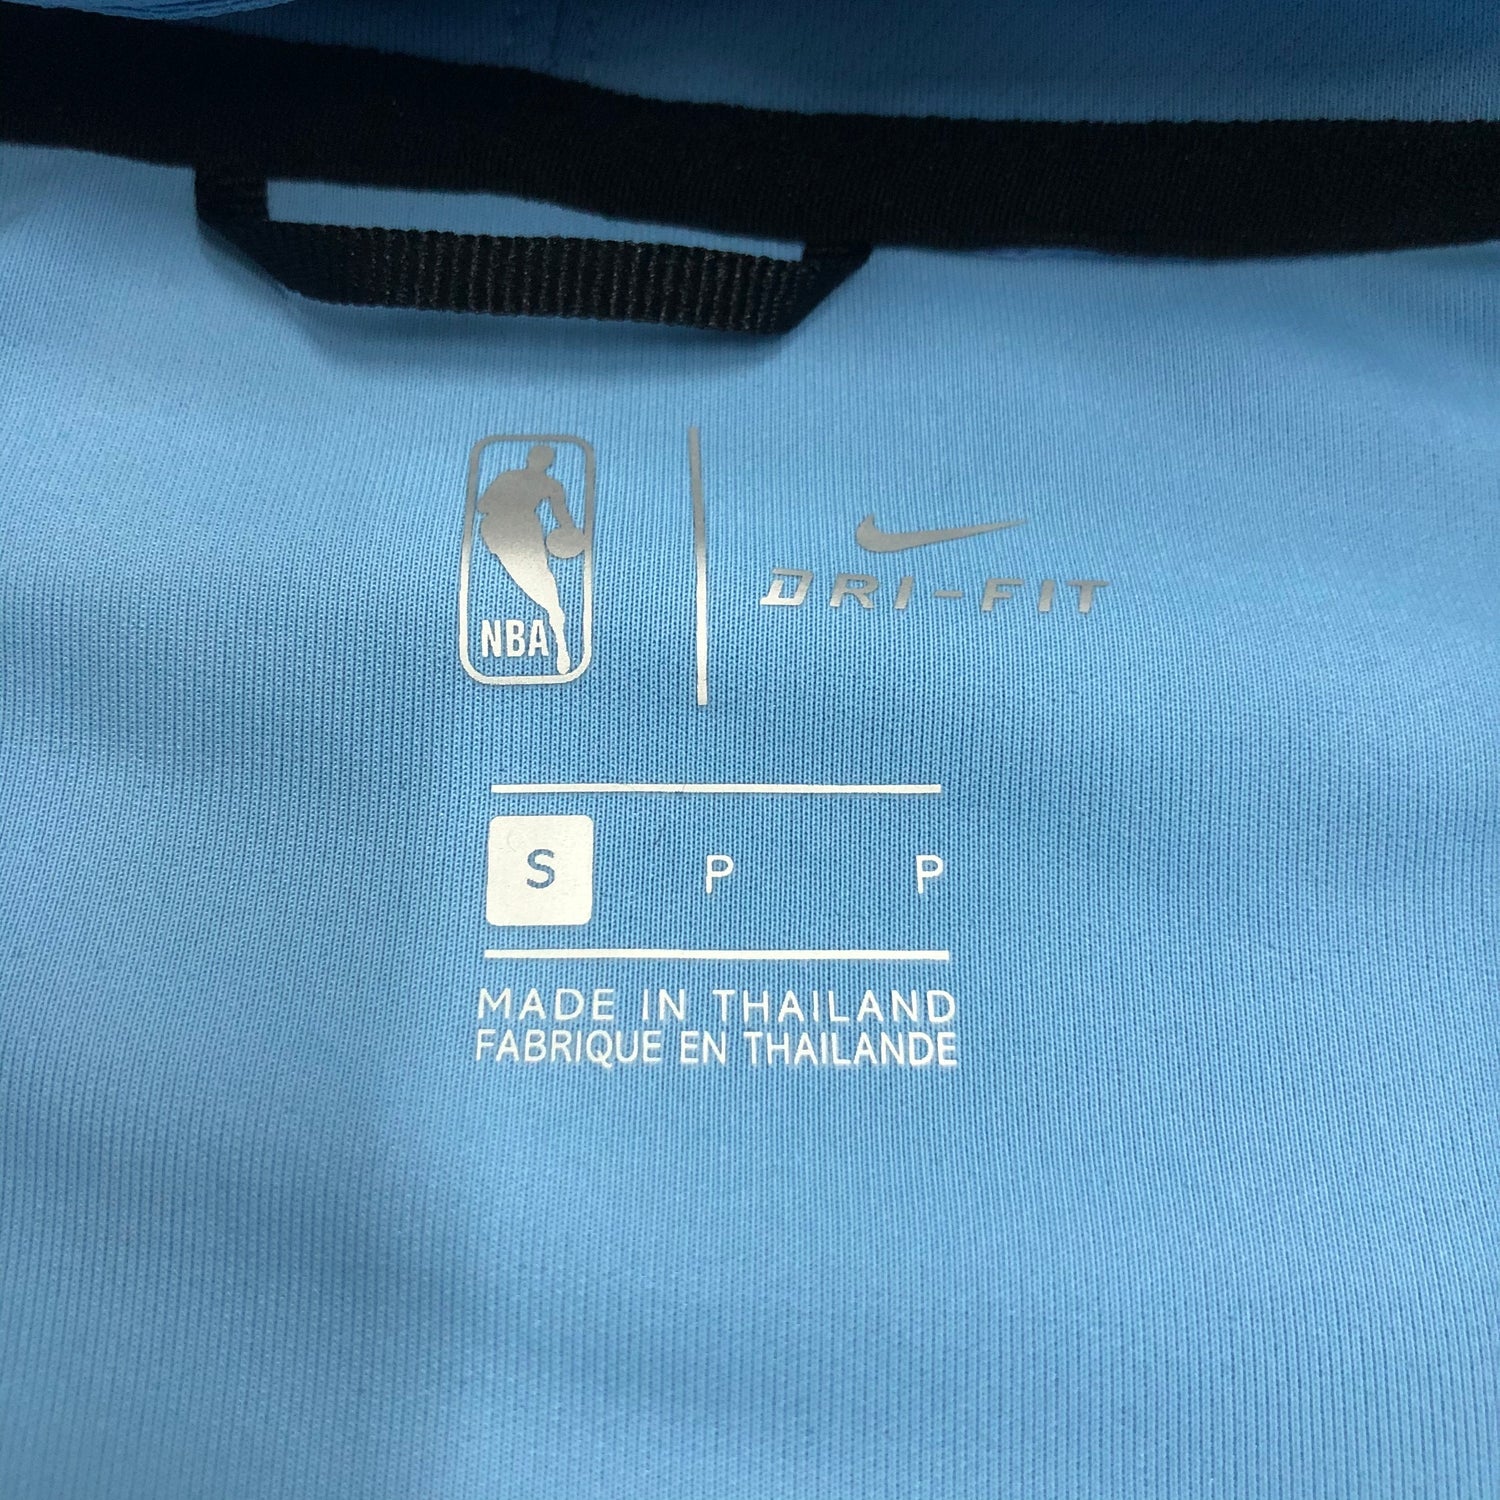 NBA
DRI-FIT
S P P
MADE IN THAILAND
FABRIQUE EN THAILANDE